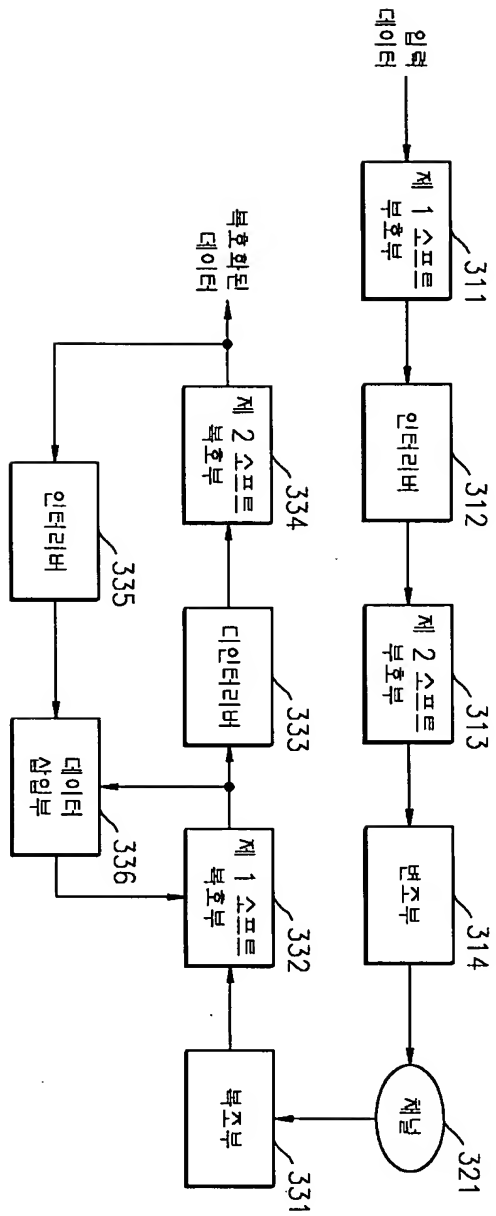 입력
데이터
제 1 소프트
부호부
311
인터리버
312
제 2 소프트
부호부
313
변조부
314
채널
321
복조부
331
제 1 소프트
복호부
332
디인터리버
333
제 2 소프트
복호부
334
복호화된
데이터
인터리버
335
데이터
삽입부
336